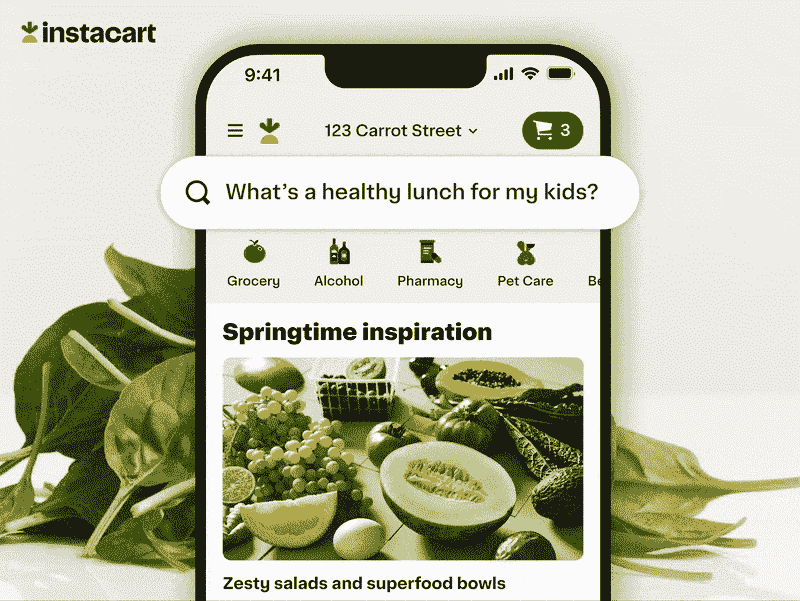 instacart
9:41
123 Carrot Street
3
What's a healthy lunch for my kids?
Grocery Alcohol Pharmacy Pet Care Be
Springtime inspiration
Zesty salads and superfood bowls